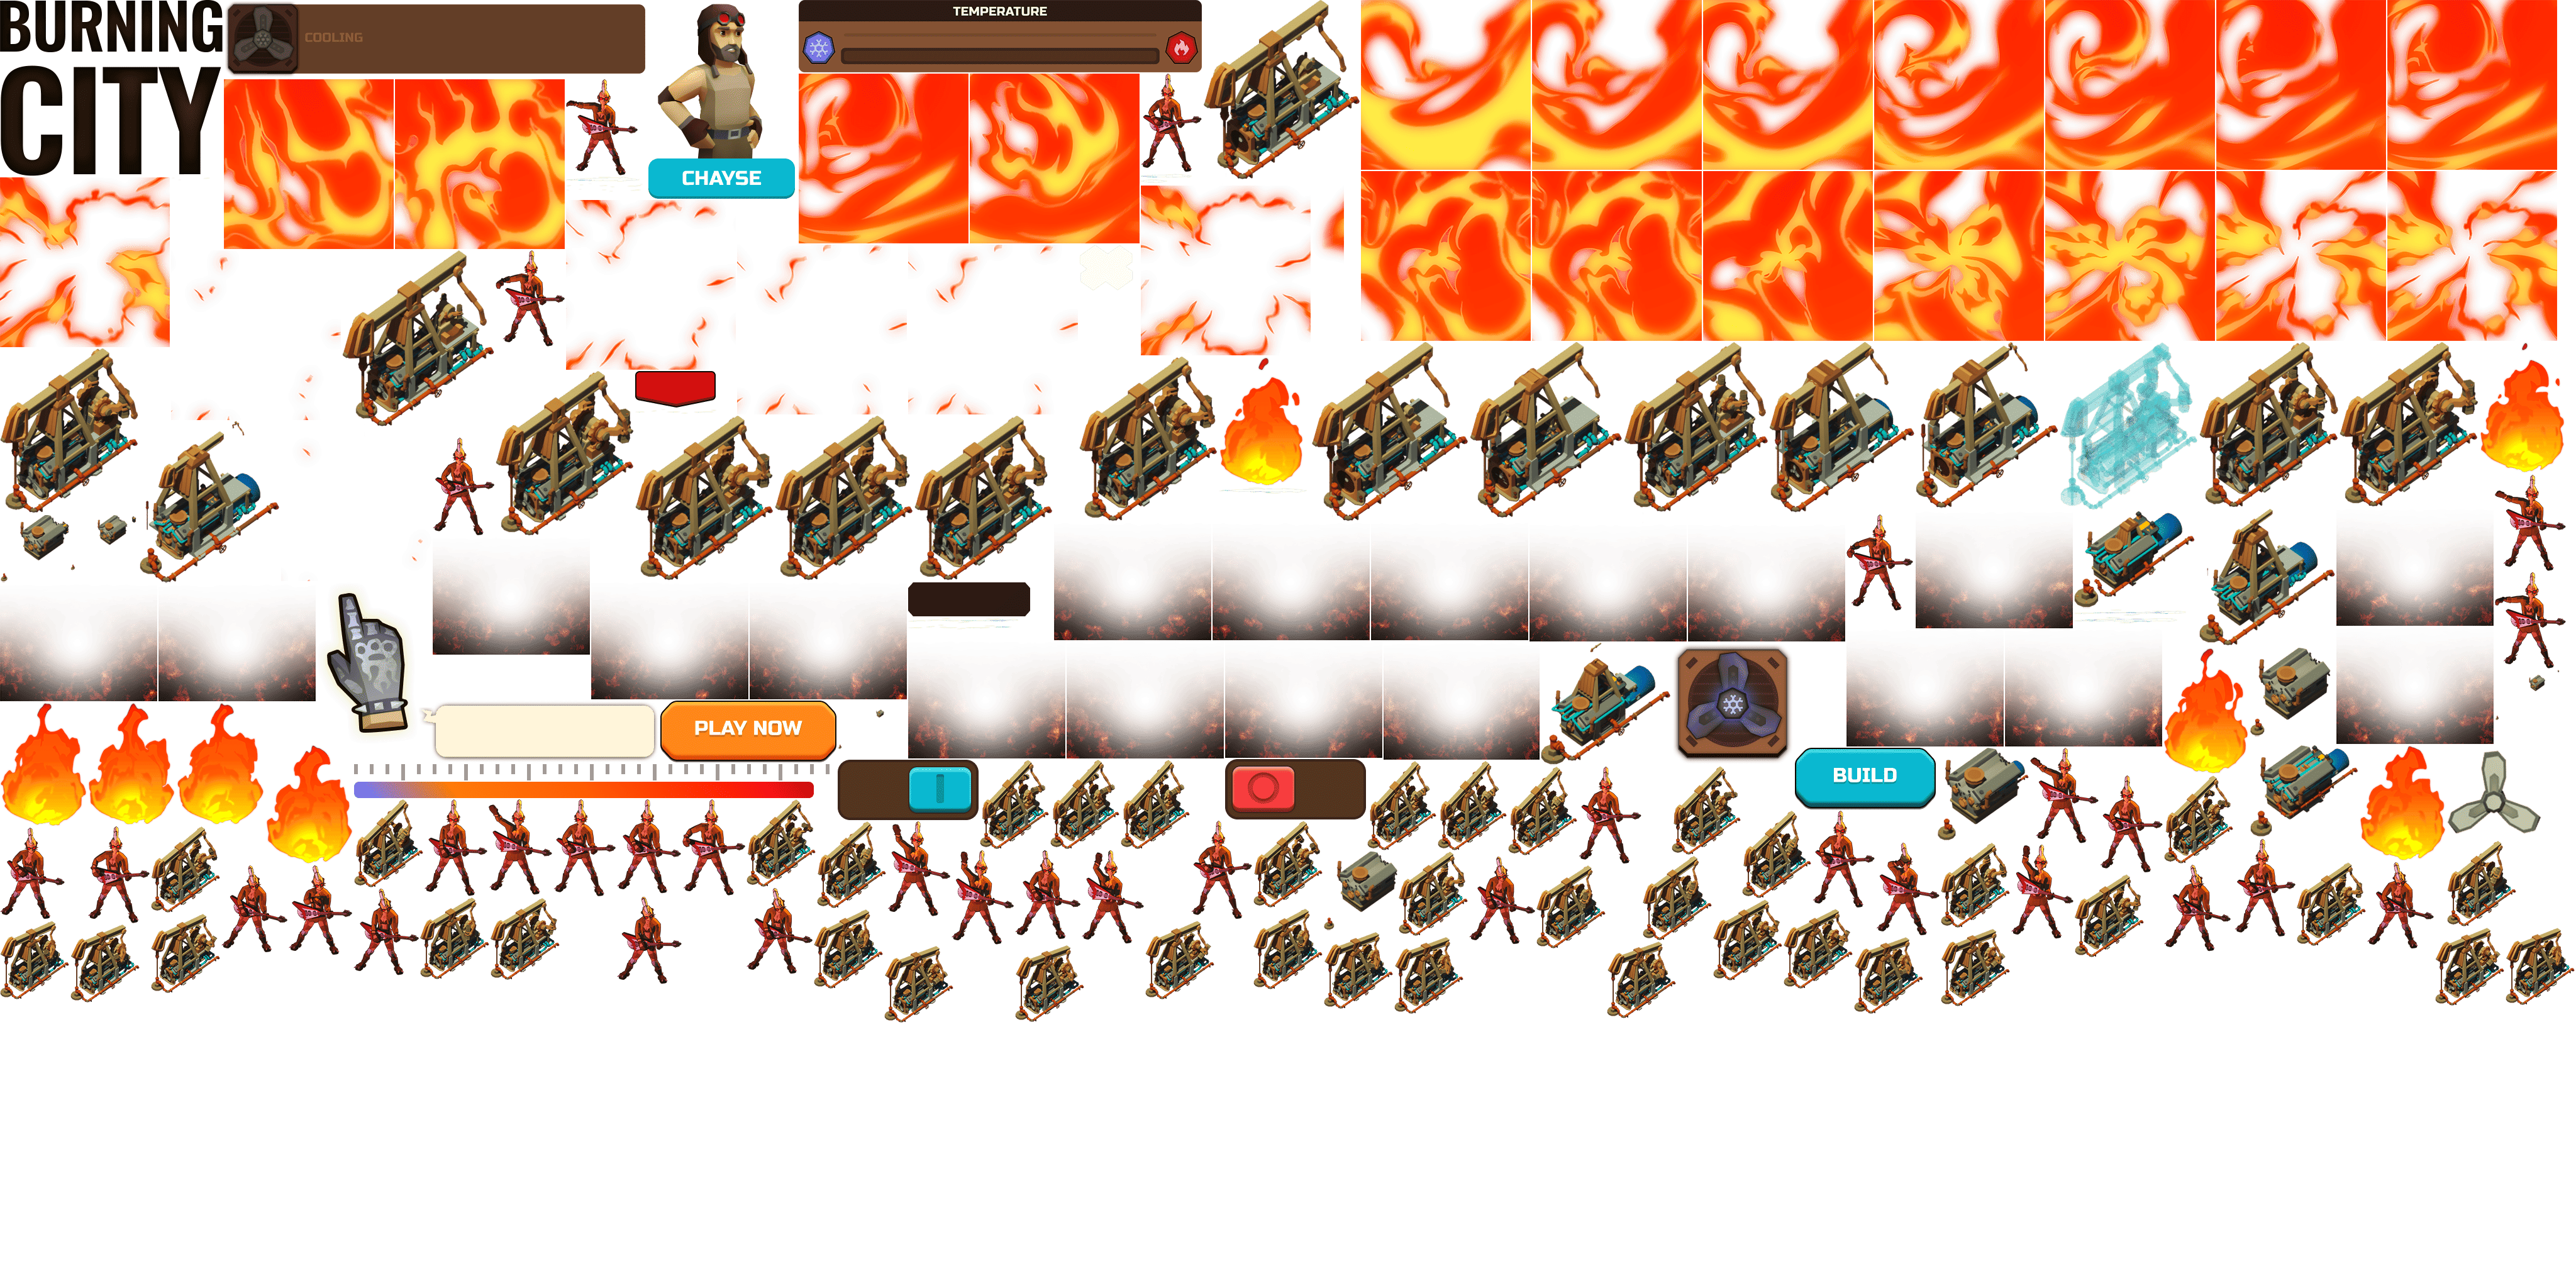 BURNING
CITY
COOLING
CHAYSE
TEMPERATURE
PLAY NOW
BUILD